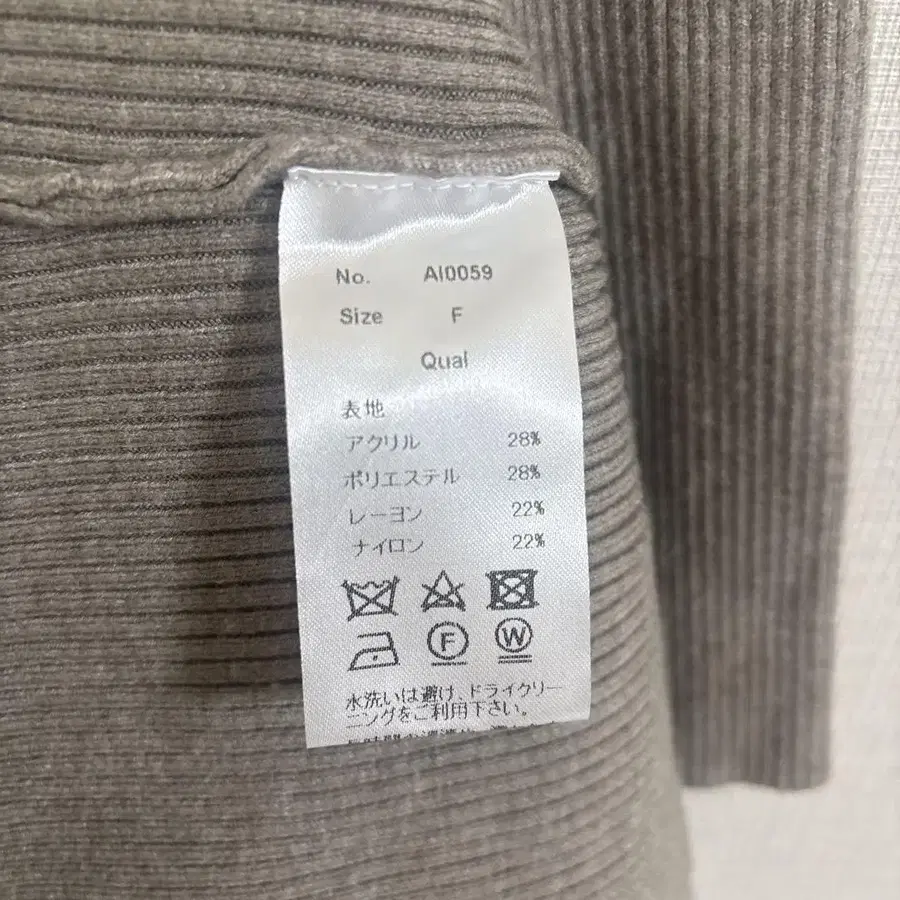 No. AI0059
Size F
Qual
表地
アクリル 28%
ポリエステル 28%
レーヨン 22%
ナイロン 22%
F W
水洗いは避け、ドライクリー
ニングをご利用下さい。